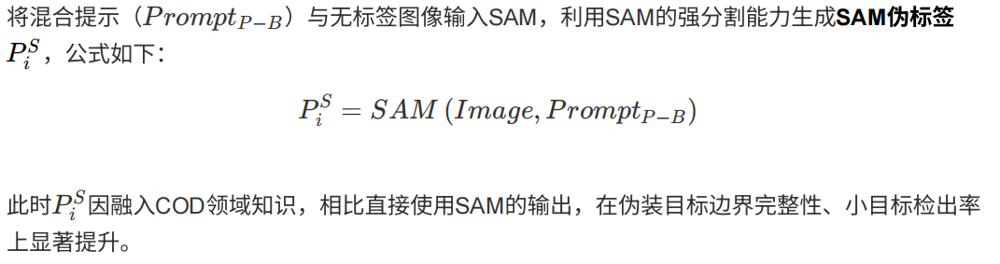 将混合提示（$Prompt_{P-B}$）与无标签图像输入SAM，利用SAM的强分割能力生成SAM伪标签
$P_i^S$，公式如下：
$P_i^S = SAM(Image, Prompt_{P-B})$
此时$P_i^S$因融入COD领域知识，相比直接使用SAM的输出，在伪装目标边界完整性、小目标检出率
上显著提升。